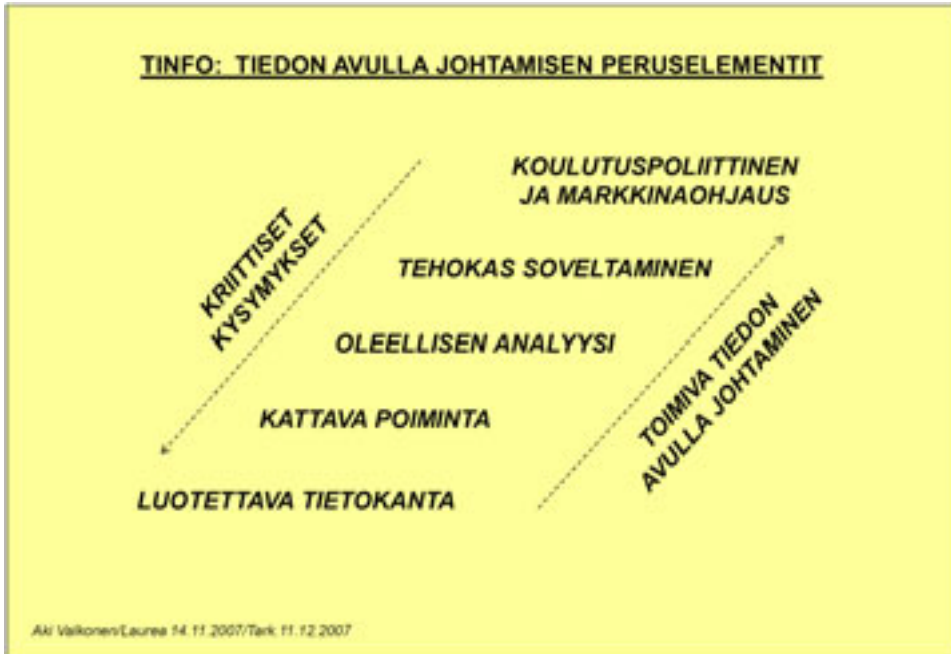 TINFO: TIEDON AVULLA JOHTAMISEN PERUSELEMENTIT
KOULUTUSPOLIITTINEN
JA MARKKINAOHJAUS
KRIITTISET
KYSYMYKSET
TEHOKAS SOVELTAMINEN
OLEELLISEN ANALYYSI
TOIMIVA TIEDON
AVULLA JOHTAMINEN
KATTAVA POIMINTA
LUOTETTAVA TIETOKANTA
Aki Valkonen/Laurea 14.11.2007/Tark.11.12.2007